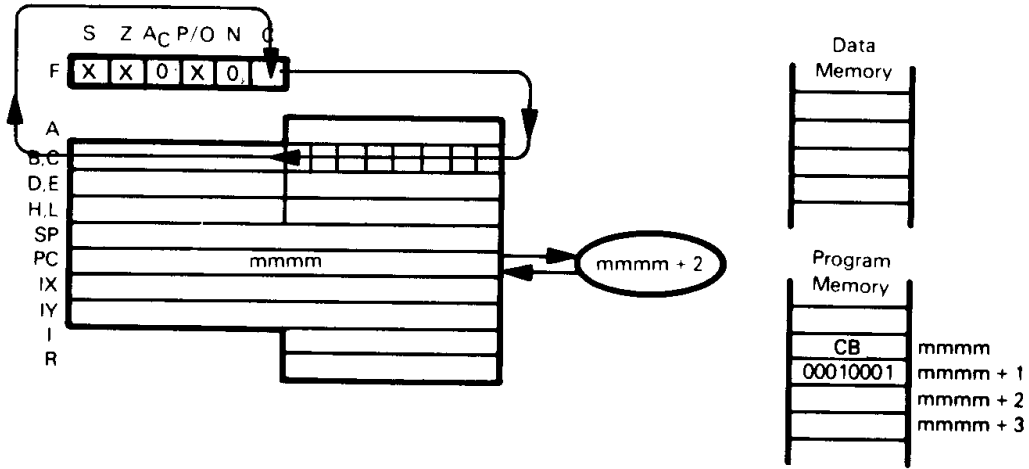 S Z AC P/O N C
F X X 0 X 0
A
B,C
D,E
H,L
SP
PC mmmm mmmm + 2
IX
IY
I
R
Data
Memory
Program
Memory
CB mmmm
00010001 mmmm + 1
mmmm + 2
mmmm + 3